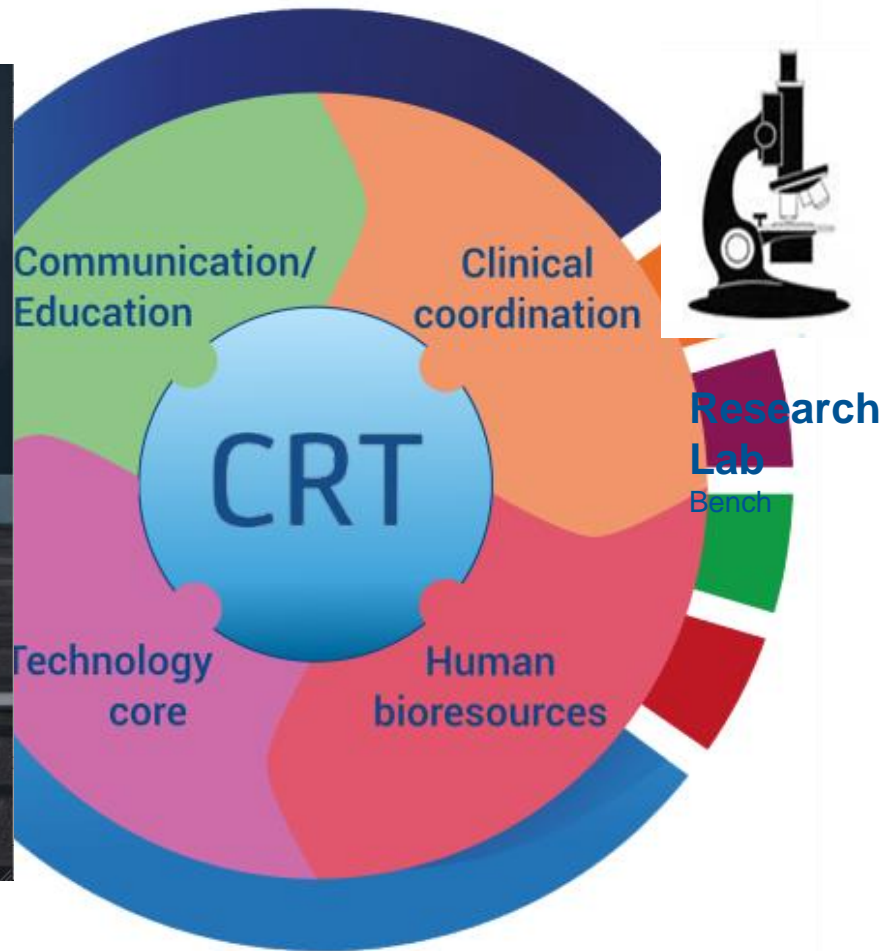 Communication/
Education
Clinical
coordination
CRT
Research
Lab
Bench
Technology
core
Human
bioresources